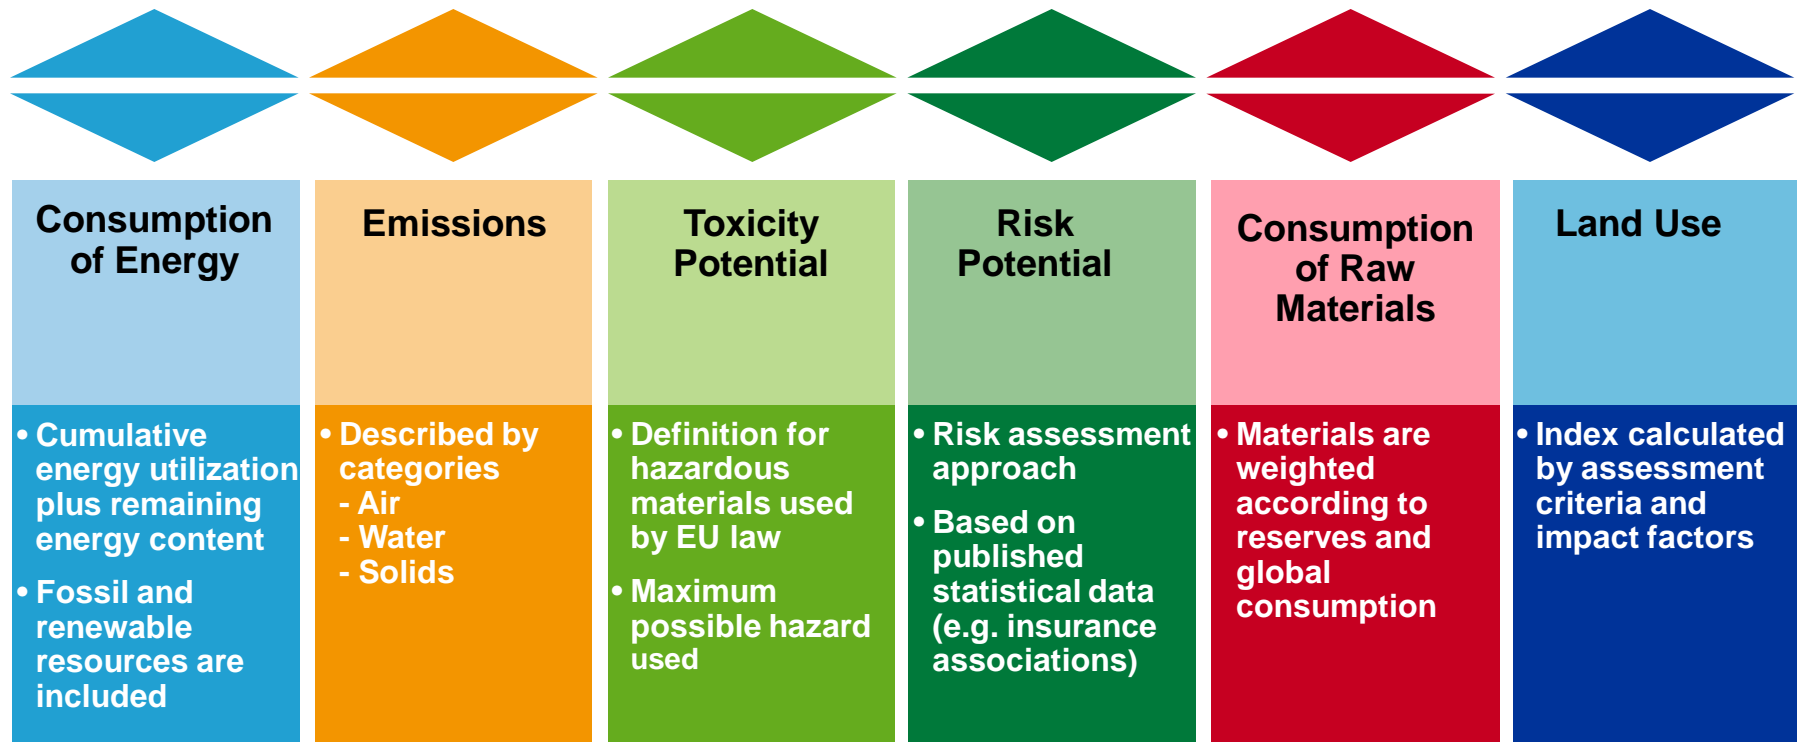 Consumption
of Energy
• Cumulative
energy utilization
plus remaining
energy content
• Fossil and
renewable
resources are
included
Emissions
• Described by
categories
- Air
- Water
- Solids
Toxicity
Potential
• Definition for
hazardous
materials used
by EU law
• Maximum
possible hazard
used
Risk
Potential
• Risk assessment
approach
• Based on
published
statistical data
(e.g. insurance
associations)
Consumption
of Raw
Materials
• Materials are
weighted
according to
reserves and
global
consumption
Land Use
• Index calculated
by assessment
criteria and
impact factors